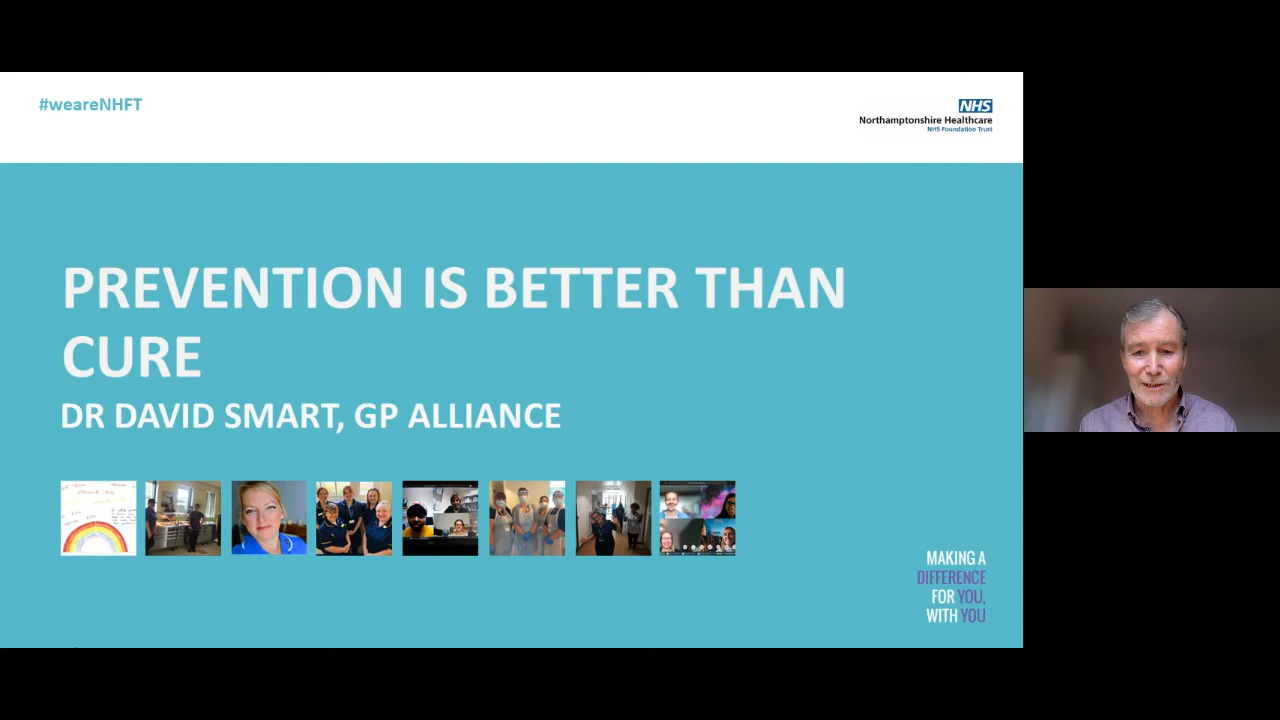 #weareNHFT
NHS
Northamptonshire Healthcare
NHS Foundation Trust
PREVENTION IS BETTER THAN
CURE
DR DAVID SMART, GP ALLIANCE
MAKING A
DIFFERENCE
FOR YOU,
WITH YOU